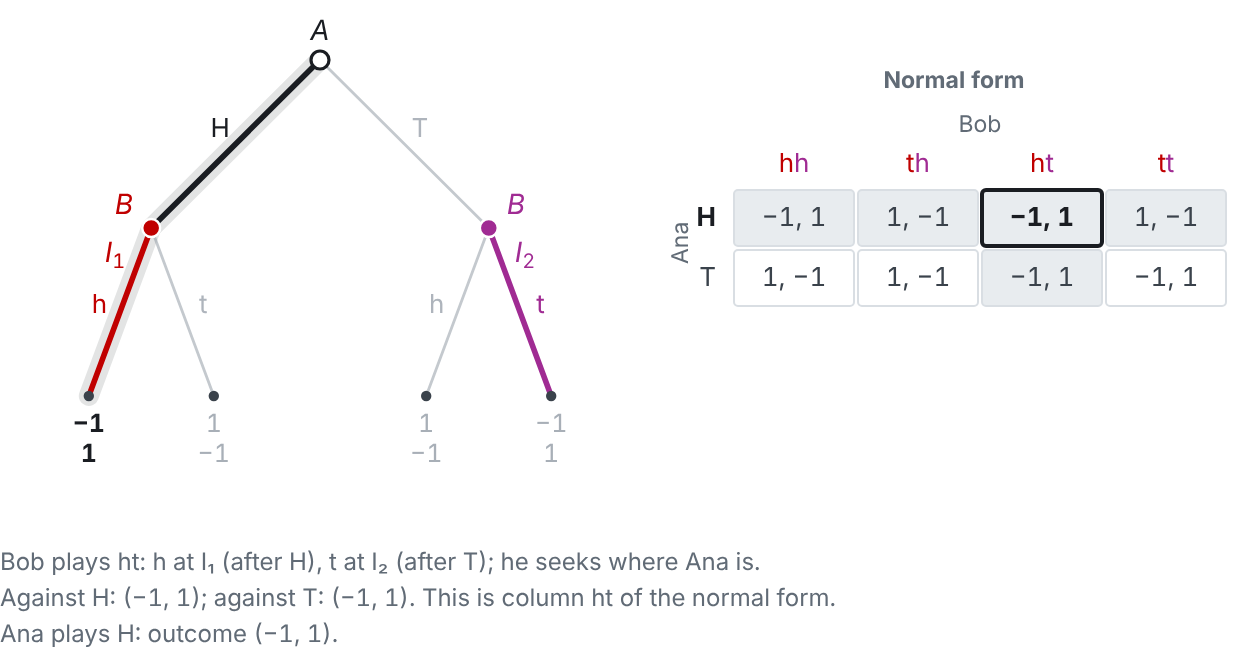 A
H
T
B
B
I₁
I₂
h
t
h
t
−1
1
1
−1
1
−1
−1
1
Normal form
Bob
hh th ht tt
Ana
H −1, 1 1, −1 −1, 1 1, −1
T 1, −1 1, −1 −1, 1 −1, 1
Bob plays ht: h at I₁ (after H), t at I₂ (after T); he seeks where Ana is.
Against H: (−1, 1); against T: (−1, 1). This is column ht of the normal form.
Ana plays H: outcome (−1, 1).